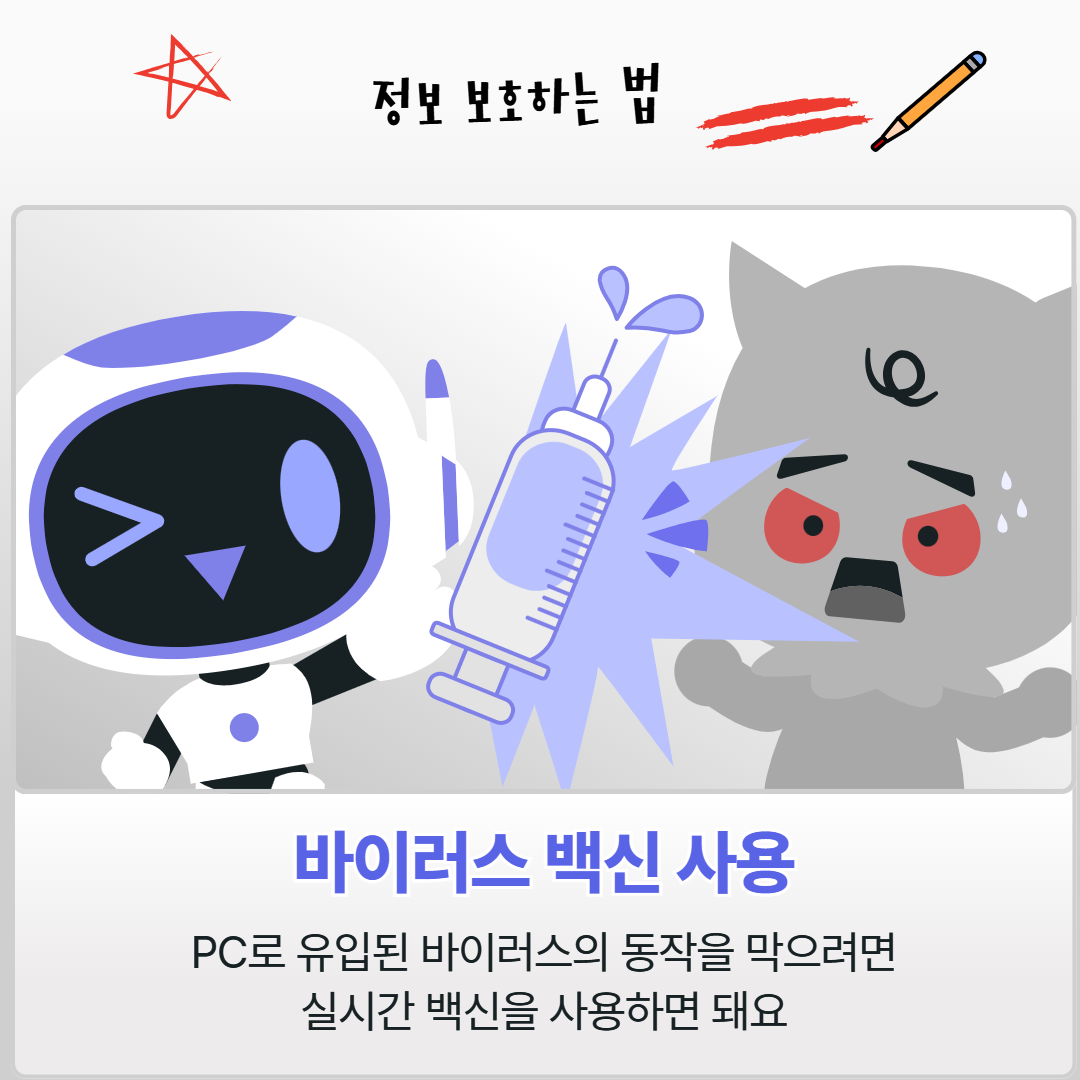 정보 보호하는 법
바이러스 백신 사용
PC로 유입된 바이러스의 동작을 막으려면
실시간 백신을 사용하면 돼요